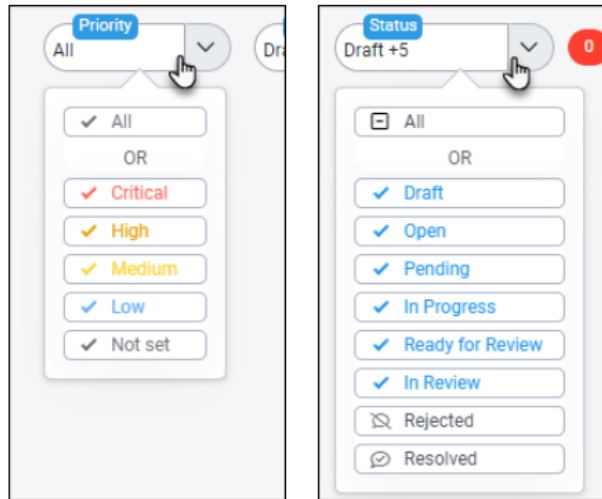 Priority
All
Dr
All
OR
Critical
High
Medium
Low
Not set
Status
Draft +5
0
All
OR
Draft
Open
Pending
In Progress
Ready for Review
In Review
Rejected
Resolved